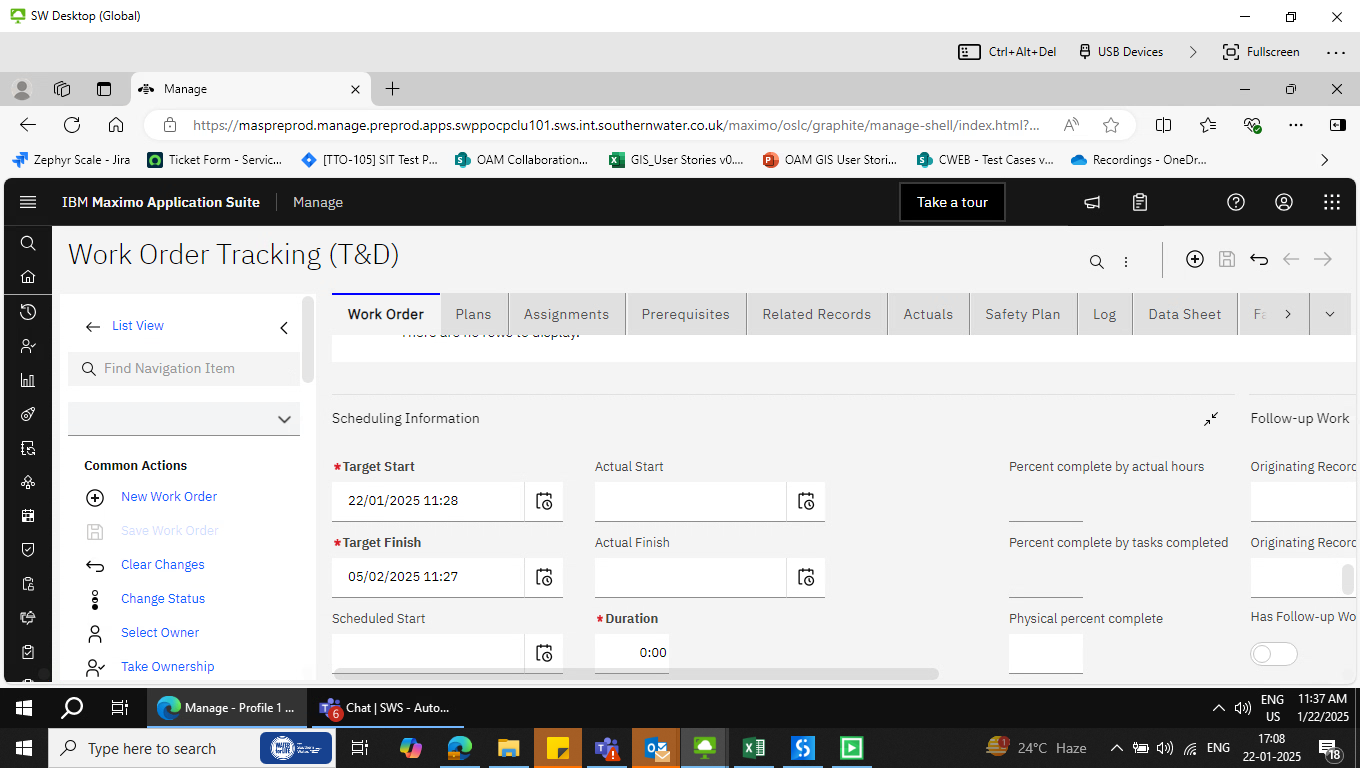 SW Desktop (Global)
Ctrl+Alt+Del
USB Devices
Fullscreen
Manage
https://maspreprod.manage.preprod.apps.swppocpclu101.sws.int.southernwater.co.uk/maximo/oslc/graphite/manage-shell/index.html?...
Zephyr Scale - Jira
Ticket Form - Servic...
[TTO-105] SIT Test P...
OAM Collaboration...
GIS_User Stories v0....
OAM GIS User Stori...
CWEB - Test Cases v...
Recordings - OneDr...
IBM Maximo Application Suite
Manage
Take a tour
Work Order Tracking (T&D)
List View
Find Navigation Item
Common Actions
New Work Order
Save Work Order
Clear Changes
Change Status
Select Owner
Take Ownership
Work Order
Plans
Assignments
Prerequisites
Related Records
Actuals
Safety Plan
Log
Data Sheet
Fa
There are no rows to display.
Scheduling Information
Follow-up Work
*Target Start
Actual Start
Percent complete by actual hours
Originating Record
22/01/2025 11:28
*Target Finish
Actual Finish
Percent complete by tasks completed
Originating Record
05/02/2025 11:27
Scheduled Start
*Duration
Physical percent complete
Has Follow-up Wo
0:00
Manage - Profile 1 ...
6
Chat | SWS - Auto...
ENG
US
11:37 AM
1/22/2025
Type here to search
24°C Haze
ENG
17:08
22-01-2025
18